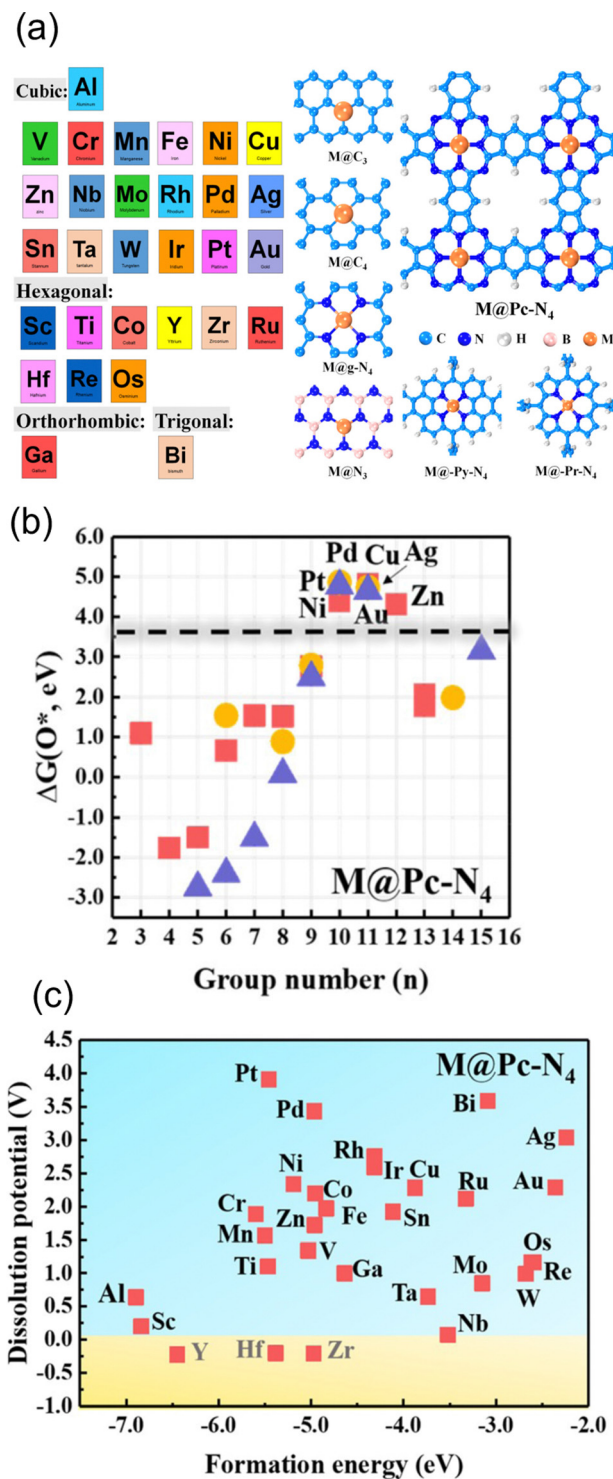 (a)
Cubic:
Al
Aluminum
V Cr Mn Fe Ni Cu
Vanadium Chromium Manganese Iron Nickel Copper
Zn Nb Mo Rh Pd Ag
zinc Niobium Molybdenum Rhodium Palladium Silver
Sn Ta W Ir Pt Au
Stannum tantalum Tungsten Iridium Platinum Gold
Hexagonal:
Sc Ti Co Y Zr Ru
Scandium Titanium Cobalt Yttrium Zirconium Ruthenium
Hf Re Os
Hafnium Rhenium Osmium
Orthorhombic: Trigonal:
Ga Bi
Gallium bismuth
M@C3
M@C4
M@g-N4
M@N3
M@Pc-N4
C N H B M
M@-Py-N4 M@-Pr-N4
(b)
ΔG(O*, eV)
6.0
5.0
4.0
3.0
2.0
1.0
0.0
-1.0
-2.0
-3.0
Pd Cu Ag
Pt
Ni Au Zn
M@Pc-N4
2 3 4 5 6 7 8 9 10 11 12 13 14 15 16
Group number (n)
(c)
Dissolution potential (V)
4.5
4.0
3.5
3.0
2.5
2.0
1.5
1.0
0.5
0.0
-0.5
-1.0
M@Pc-N4
Pt
Pd
Bi
Rh
Ag
Ni
Ir Cu
Co
Ru
Au
Cr
Zn
Fe
Sn
Mn
V
Ti
Ga
Os
Mo
Re
W
Ta
Al
Sc
Nb
Y
Hf
Zr
-7.0 -6.0 -5.0 -4.0 -3.0 -2.0
Formation energy (eV)